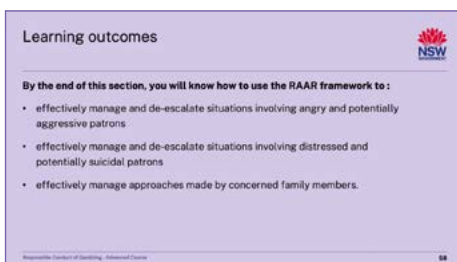 Learning outcomes
NSW
GOVERNMENT
By the end of this section, you will know how to use the RAAR framework to :
• effectively manage and de-escalate situations involving angry and potentially
aggressive patrons
• effectively manage and de-escalate situations involving distressed and
potentially suicidal patrons
• effectively manage approaches made by concerned family members.
Responsible Conduct of Gambling - Advanced Course
58